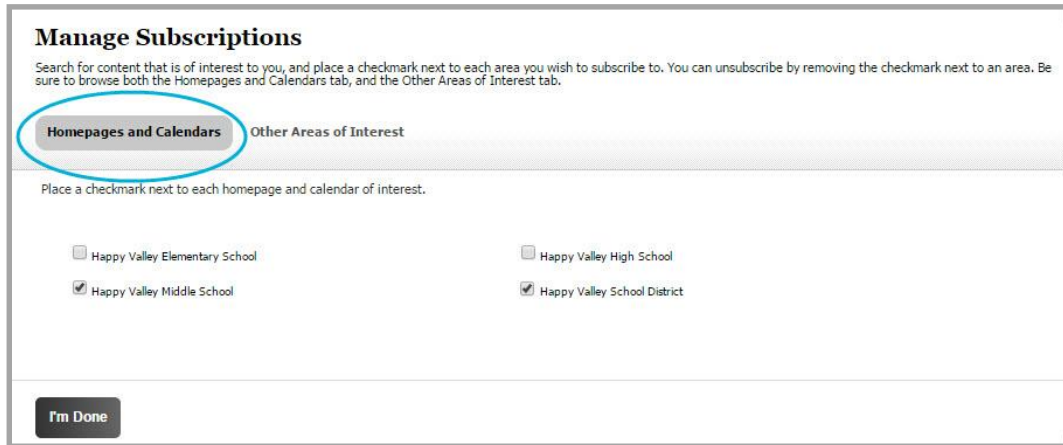 Manage Subscriptions
Search for content that is of interest to you, and place a checkmark next to each area you wish to subscribe to. You can unsubscribe by removing the checkmark next to an area. Be
sure to browse both the Homepages and Calendars tab, and the Other Areas of Interest tab.
Homepages and Calendars Other Areas of Interest
Place a checkmark next to each homepage and calendar of interest.
Happy Valley Elementary School Happy Valley High School
Happy Valley Middle School Happy Valley School District
I'm Done